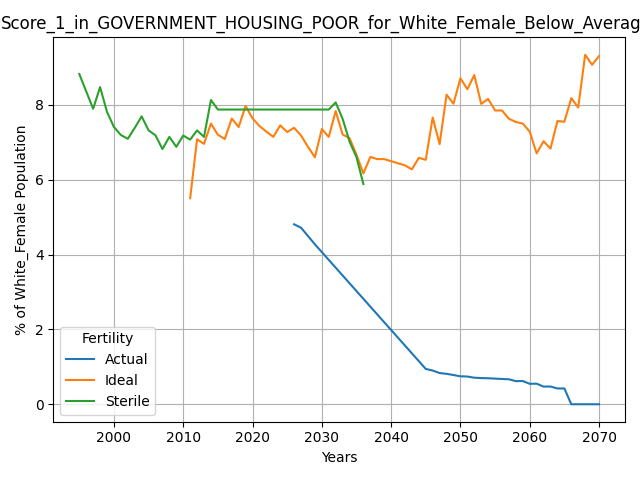 Score_1_in_GOVERNMENT_HOUSING_POOR_for_White_Female_Below_Averag
% of White_Female Population
8
6
4
2
0
Fertility
Actual
Ideal
Sterile
2000 2010 2020 2030 2040 2050 2060 2070
Years